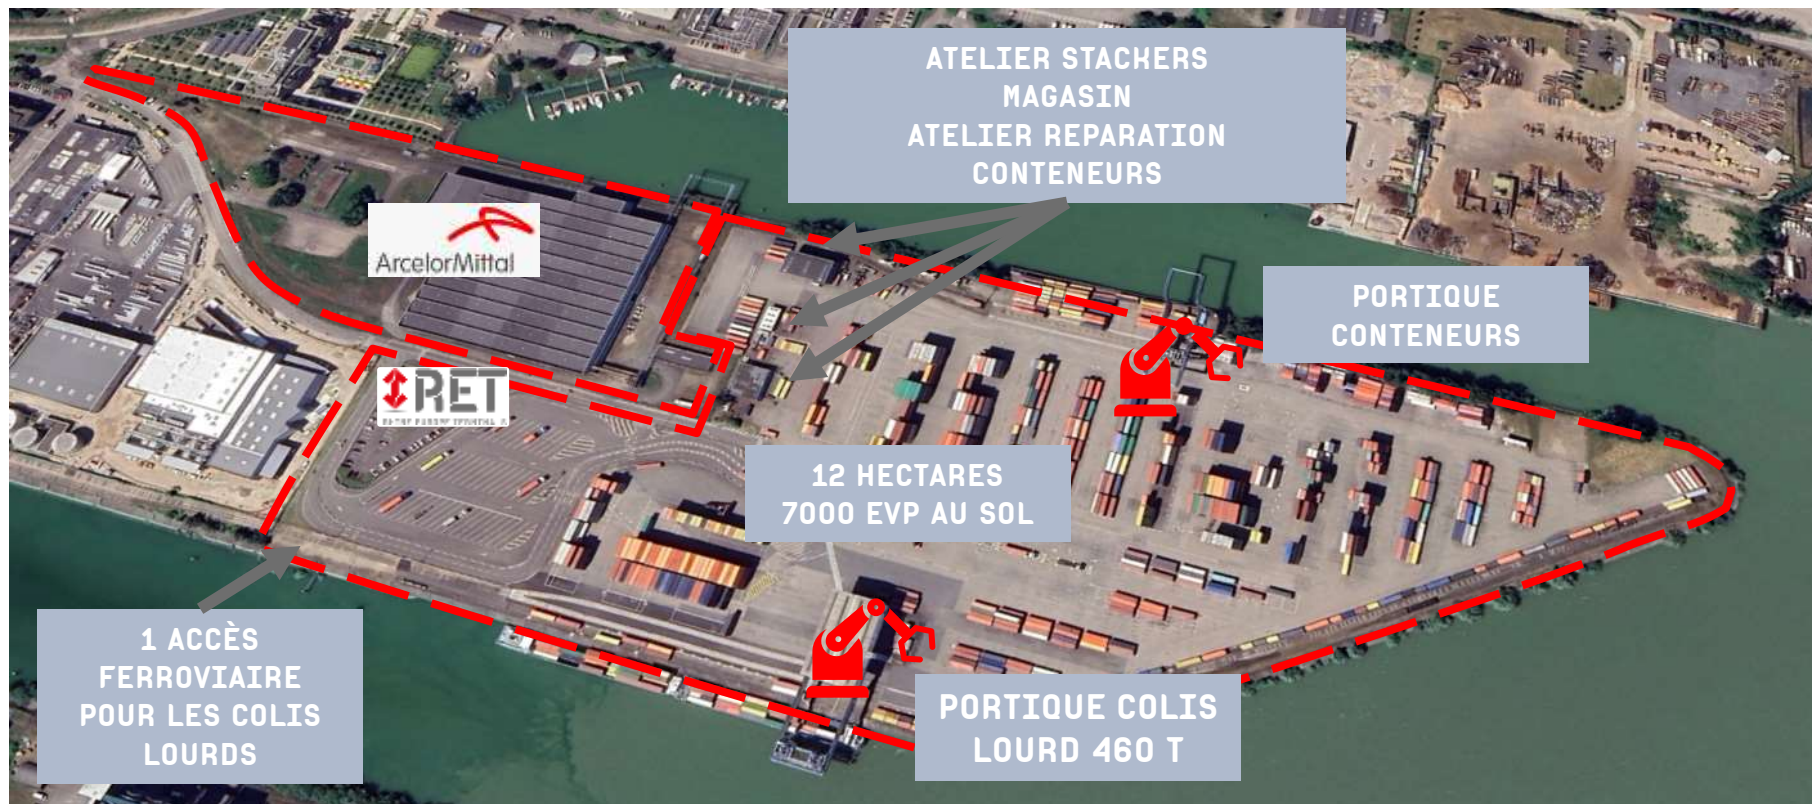 ATELIER STACKERS
MAGASIN
ATELIER REPARATION
CONTENEURS
ArcelorMittal
PORTIQUE
CONTENEURS
RET
12 HECTARES
7000 EVP AU SOL
1 ACCÈS
FERROVIAIRE
POUR LES COLIS
LOURDS
PORTIQUE COLIS
LOURD 460 T